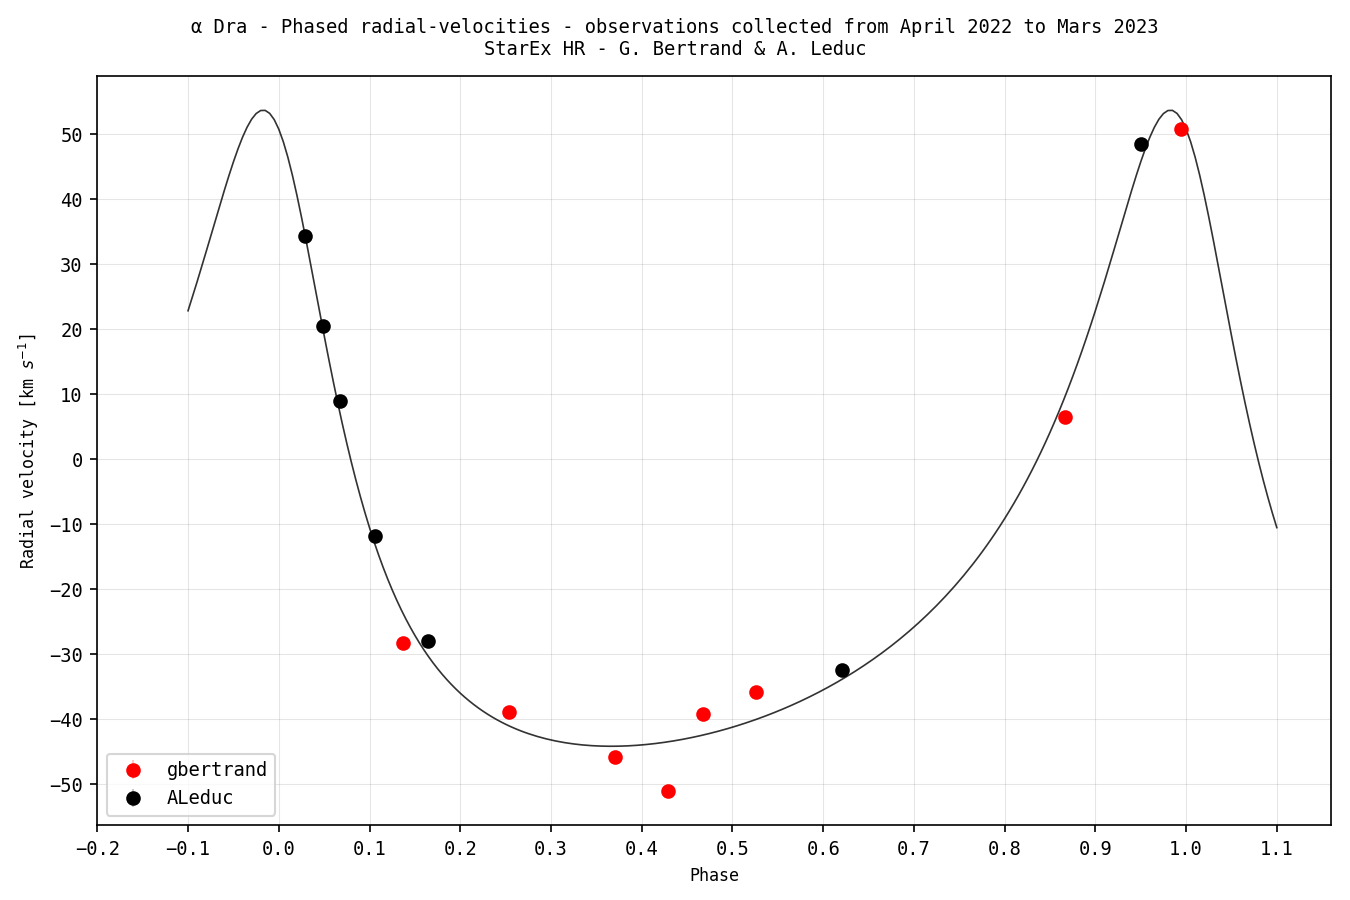 α Dra - Phased radial-velocities - observations collected from April 2022 to Mars 2023
StarEx HR - G. Bertrand & A. Leduc
Radial velocity [km s⁻¹]
50
40
30
20
10
0
−10
−20
−30
−40
−50
gbertrand
ALeduc
−0.2 −0.1 0.0 0.1 0.2 0.3 0.4 0.5 0.6 0.7 0.8 0.9 1.0 1.1
Phase